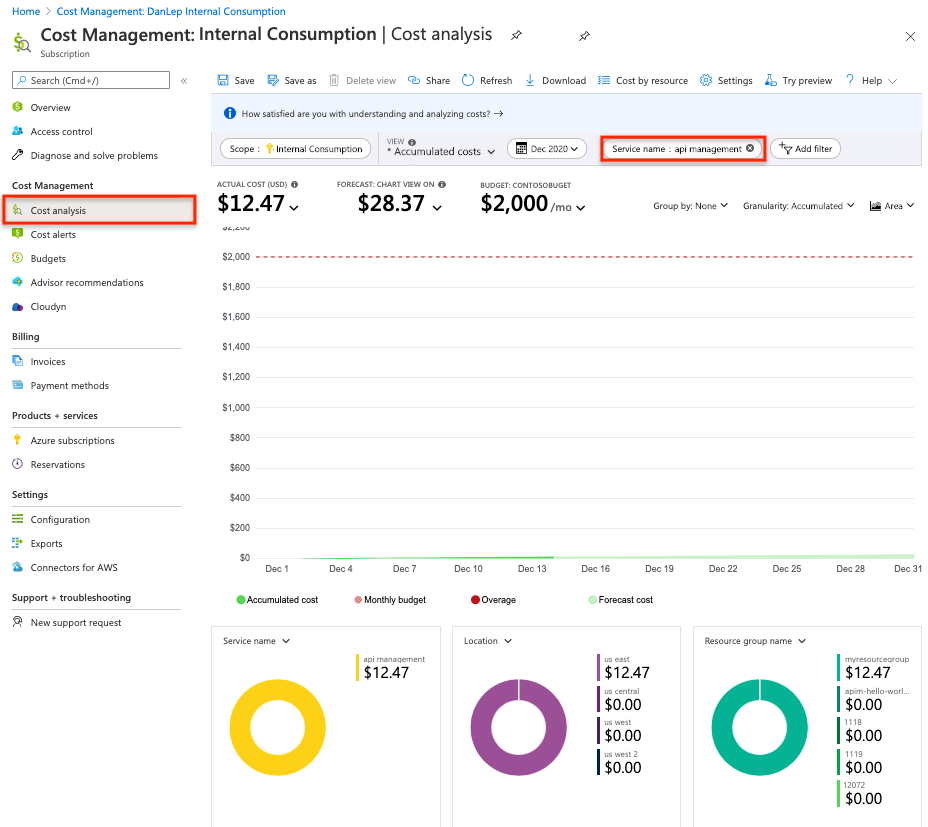 Home > Cost Management: DanLep Internal Consumption
Cost Management: Internal Consumption | Cost analysis
Subscription
Search (Cmd+/)
«
Overview
Access control
Diagnose and solve problems
Cost Management
Cost analysis
Cost alerts
Budgets
Advisor recommendations
Cloudyn
Billing
Invoices
Payment methods
Products + services
Azure subscriptions
Reservations
Settings
Configuration
Exports
Connectors for AWS
Support + troubleshooting
New support request
Save Save as Delete view Share Refresh Download Cost by resource Settings Try preview Help
How satisfied are you with understanding and analyzing costs? →
Scope : Internal Consumption
VIEW
* Accumulated costs
Dec 2020
Service name : api management
Add filter
ACTUAL COST (USD)
$12.47
FORECAST: CHART VIEW ON
$28.37
BUDGET: CONTOSOBUGET
$2,000 /mo
Group by: None
Granularity: Accumulated
Area
$2,200
$2,000
$1,800
$1,600
$1,400
$1,200
$1,000
$800
$600
$400
$200
$0
Dec 1 Dec 4 Dec 7 Dec 10 Dec 13 Dec 16 Dec 19 Dec 22 Dec 25 Dec 28 Dec 31
Accumulated cost Monthly budget Overage Forecast cost
Service name
api management
$12.47
Location
us east
$12.47
us central
$0.00
us west
$0.00
us west 2
$0.00
Resource group name
myresourcegroup
$12.47
apim-hello-worl...
$0.00
1118
$0.00
1119
$0.00
12072
$0.00